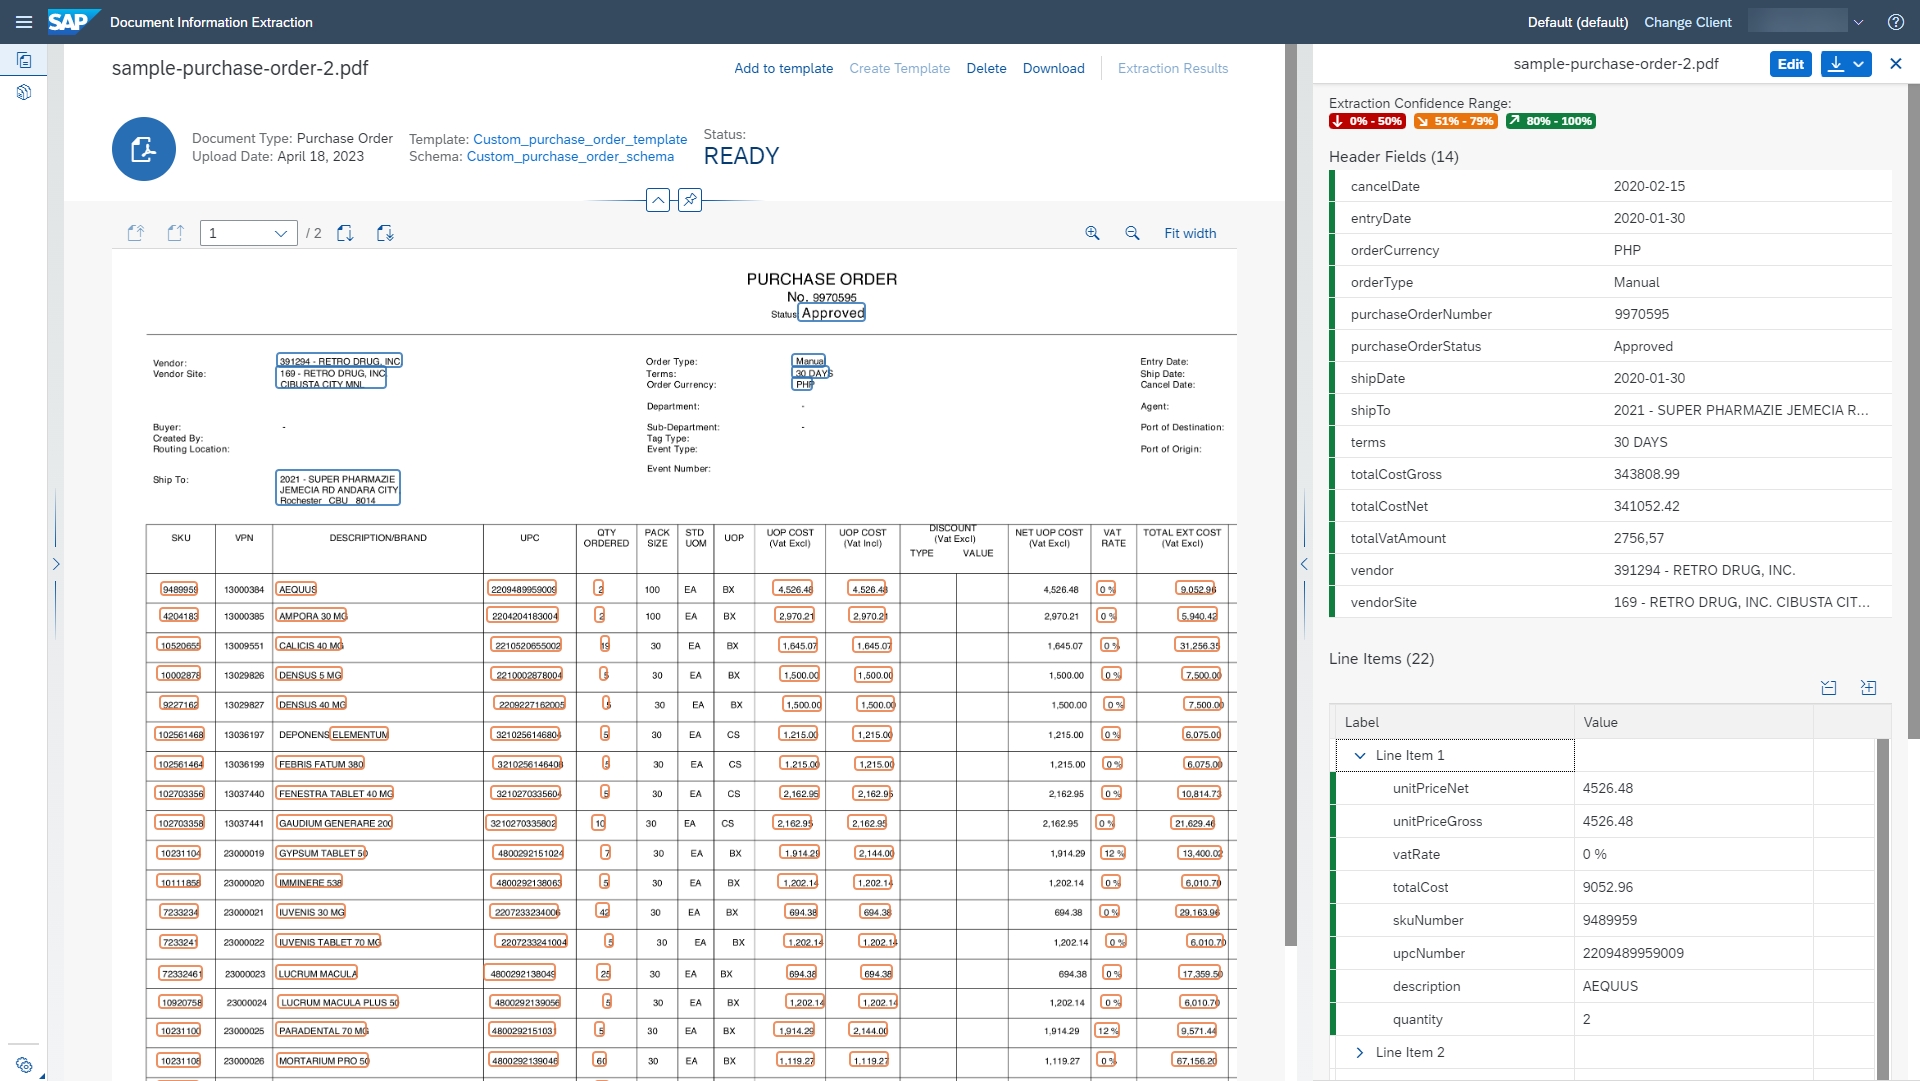 SAP Document Information Extraction Default (default) Change Client
sample-purchase-order-2.pdf Add to template Create Template Delete Download Extraction Results
Document Type: Purchase Order Template: Custom_purchase_order_template Status:
Upload Date: April 18, 2023 Schema: Custom_purchase_order_schema READY
1 / 2 Fit width
PURCHASE ORDER
No. 9970595
Status Approved
Vendor: 391294 - RETRO DRUG, INC. Order Type: Manual Entry Date:
Vendor Site: 169 - RETRO DRUG, INC Terms: 30 DAYS Ship Date:
CIBUSTA CITY MNL Order Currency: PHP Cancel Date:
Department: - Agent:
Buyer: - Sub-Department: - Port of Destination:
Created By: Tag Type:
Routing Location: Event Type: Port of Origin:
Event Number:
Ship To: 2021 - SUPER PHARMAZIE
JEMECIA RD ANDARA CITY
Rochester CBU 8014
SKU VPN DESCRIPTION/BRAND UPC QTY ORDERED PACK SIZE STD UOM UOP UOP COST (Vat Excl) UOP COST (Vat Incl) DISCOUNT (Vat Excl) TYPE VALUE NET UOP COST (Vat Excl) VAT RATE TOTAL EXT COST (Vat Excl)
9489959 13000384 AEQUUS 2209489959009 2 100 EA BX 4,526.48 4,526.48 4,526.48 0 % 9,052.96
4204183 13000385 AMPORA 30 MG 2204204183004 2 100 EA BX 2,970.21 2,970.21 2,970.21 0 % 5,940.42
10520655 13009551 CALICIS 40 MG 2210520655002 19 30 EA BX 1,645.07 1,645.07 1,645.07 0 % 31,256.35
10002878 13029826 DENSUS 5 MG 2210002878004 5 30 EA BX 1,500.00 1,500.00 1,500.00 0 % 7,500.00
9227162 13029827 DENSUS 40 MG 2209227162005 5 30 EA BX 1,500.00 1,500.00 1,500.00 0 % 7,500.00
102561468 13036197 DEPONENS ELEMENTUM 321025614680 5 30 EA CS 1,215.00 1,215.00 1,215.00 0 % 6,075.00
102561464 13036199 FEBRIS FATUM 380 3210256146408 5 30 EA CS 1,215.00 1,215.00 1,215.00 0 % 6,075.00
102703356 13037440 FENESTRA TABLET 40 MG 3210270335604 5 30 EA CS 2,162.95 2,162.95 2,162.95 0 % 10,814.73
102703358 13037441 GAUDIUM GENERARE 200 3210270335802 10 30 EA CS 2,162.95 2,162.95 2,162.95 0 % 21,629.46
10231104 23000019 GYPSUM TABLET 50 4800292151024 7 30 EA BX 1,914.29 2,144.00 1,914.29 12 % 13,400.02
10111858 23000020 IMMINERE 538 4800292138063 5 30 EA BX 1,202.14 1,202.14 1,202.14 0 % 6,010.70
7233234 23000021 IUVENIS 30 MG 2207233234006 42 30 EA BX 694.38 694.38 694.38 0 % 29,163.96
7233241 23000022 IUVENIS TABLET 70 MG 2207233241004 5 30 EA BX 1,202.14 1,202.14 1,202.14 0 % 6,010.70
72332461 23000023 LUCRUM MACULA 4800292138049 25 30 EA BX 694.38 694.38 694.38 0 % 17,359.50
10920758 23000024 LUCRUM MACULA PLUS 50 4800292139056 5 30 EA BX 1,202.14 1,202.14 1,202.14 0 % 6,010.70
10231100 23000025 PARADENTAL 70 MG 4800292151031 5 30 EA BX 1,914.29 2,144.00 1,914.29 12 % 9,571.44
10231108 23000026 MORTARIUM PRO 50 4800292139046 60 30 EA BX 1,119.27 1,119.27 1,119.27 0 % 67,156.20
sample-purchase-order-2.pdf Edit
Extraction Confidence Range:
0% - 50% 51% - 79% 80% - 100%
Header Fields (14)
cancelDate 2020-02-15
entryDate 2020-01-30
orderCurrency PHP
orderType Manual
purchaseOrderNumber 9970595
purchaseOrderStatus Approved
shipDate 2020-01-30
shipTo 2021 - SUPER PHARMAZIE JEMECIA R...
terms 30 DAYS
totalCostGross 343808.99
totalCostNet 341052.42
totalVatAmount 2756,57
vendor 391294 - RETRO DRUG, INC.
vendorSite 169 - RETRO DRUG, INC. CIBUSTA CIT...
Line Items (22)
Label Value
Line Item 1
unitPriceNet 4526.48
unitPriceGross 4526.48
vatRate 0 %
totalCost 9052.96
skuNumber 9489959
upcNumber 2209489959009
description AEQUUS
quantity 2
Line Item 2